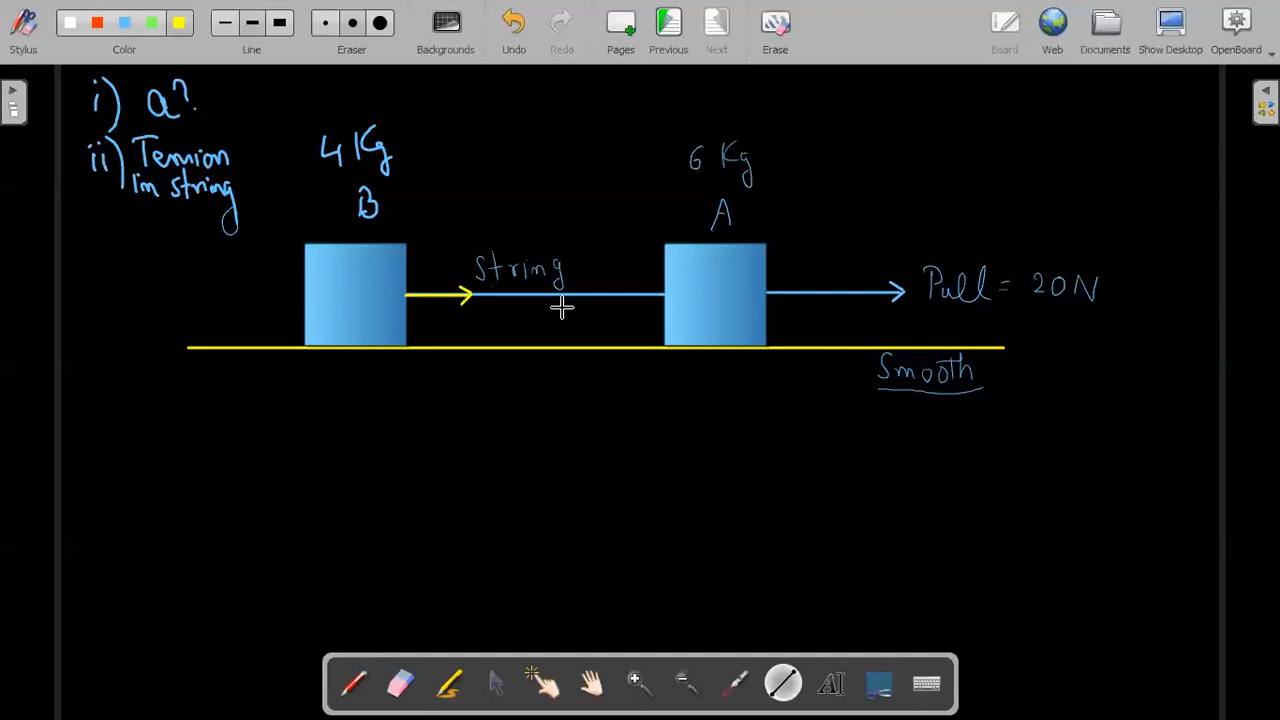 Stylus
Color
Line
Eraser
Backgrounds
Undo
Redo
Pages
Previous
Next
Erase
Board
Web
Documents
Show Desktop
OpenBoard
i) a?
ii) Tension
in string
4 Kg
B
6 Kg
A
String
Pull = 20N
Smooth
AI